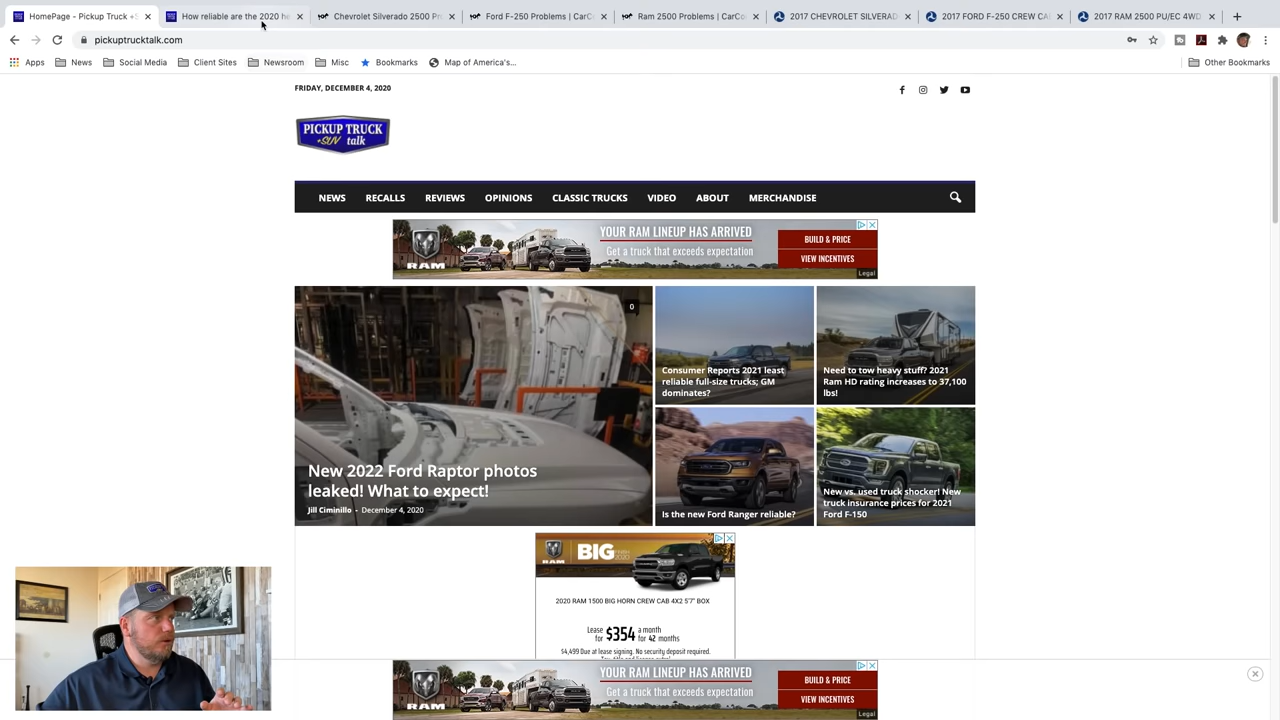 HomePage - Pickup Truck +S
How reliable are the 2020 he
Chevrolet Silverado 2500 Pr
Ford F-250 Problems | CarCo
Ram 2500 Problems | CarCo
2017 CHEVROLET SILVERAD
2017 FORD F-250 CREW CA
2017 RAM 2500 PU/EC 4WD
pickuptrucktalk.com
Apps
News
Social Media
Client Sites
Newsroom
Misc
Bookmarks
Map of America's...
Other Bookmarks
FRIDAY, DECEMBER 4, 2020
PICKUP TRUCK
+SUV talk
NEWS
RECALLS
REVIEWS
OPINIONS
CLASSIC TRUCKS
VIDEO
ABOUT
MERCHANDISE
RAM
YOUR RAM LINEUP HAS ARRIVED
Get a truck that exceeds expectation
BUILD & PRICE
VIEW INCENTIVES
Legal
0
New 2022 Ford Raptor photos
leaked! What to expect!
Jill Ciminillo - December 4, 2020
Consumer Reports 2021 least
reliable full-size trucks; GM
dominates?
Need to tow heavy stuff? 2021
Ram HD rating increases to 37,100
lbs!
Is the new Ford Ranger reliable?
New vs. used truck shocker! New
truck insurance prices for 2021
Ford F-150
BIG
2020 RAM 1500 BIG HORN CREW CAB 4X2 5'7" BOX
Lease
for $354 a month
for 42 months
$4,499 Due at lease signing. No security deposit required.
RAM
YOUR RAM LINEUP HAS ARRIVED
Get a truck that exceeds expectation
BUILD & PRICE
VIEW INCENTIVES
Legal